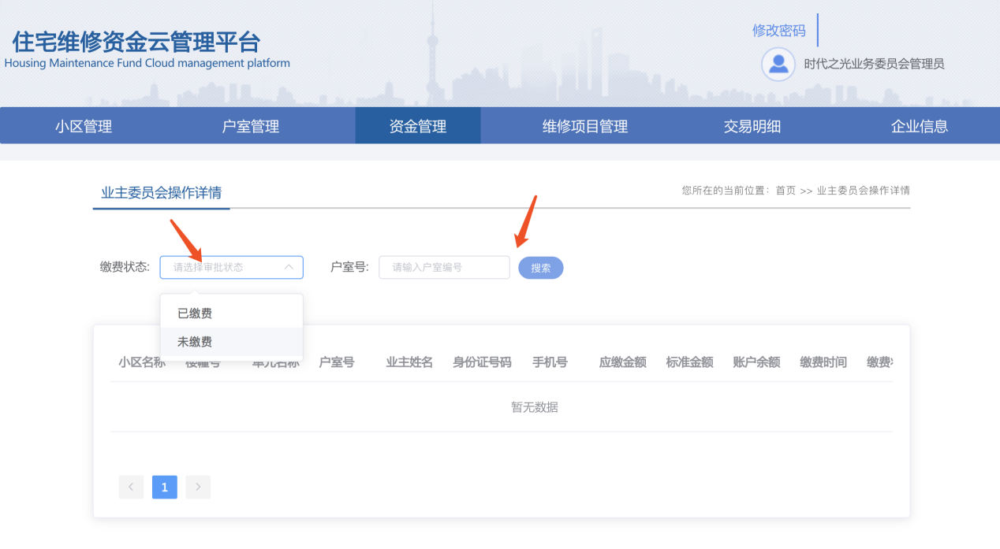 住宅维修资金云管理平台
Housing Maintenance Fund Cloud management platform
修改密码
时代之光业务委员会管理员
小区管理 户室管理 资金管理 维修项目管理 交易明细 企业信息
业主委员会操作详情
您所在的当前位置：首页 >> 业主委员会操作详情
缴费状态: 请选择审批状态 户室号: 请输入户室编号 搜索
已缴费
未缴费
小区名称 楼幢号 单元名称 户室号 业主姓名 身份证号码 手机号 应缴金额 标准金额 账户余额 缴费时间 缴费
暂无数据
1